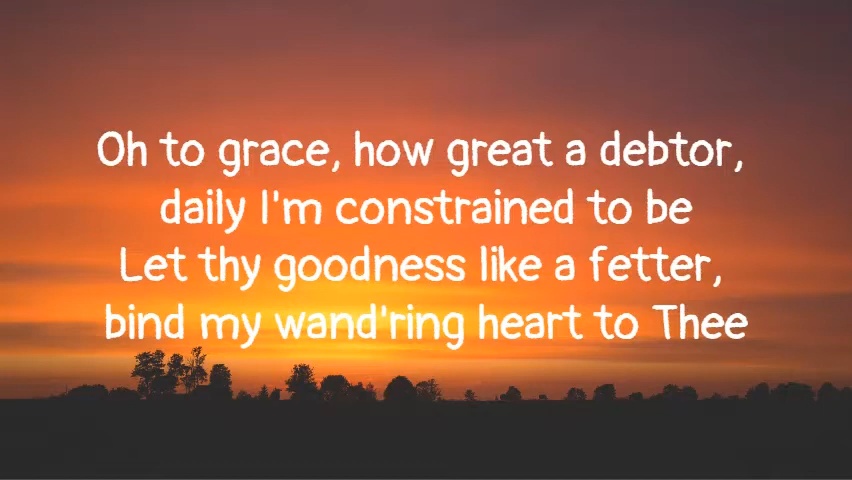 Oh to grace, how great a debtor,
daily I'm constrained to be
Let thy goodness like a fetter,
bind my wand'ring heart to Thee